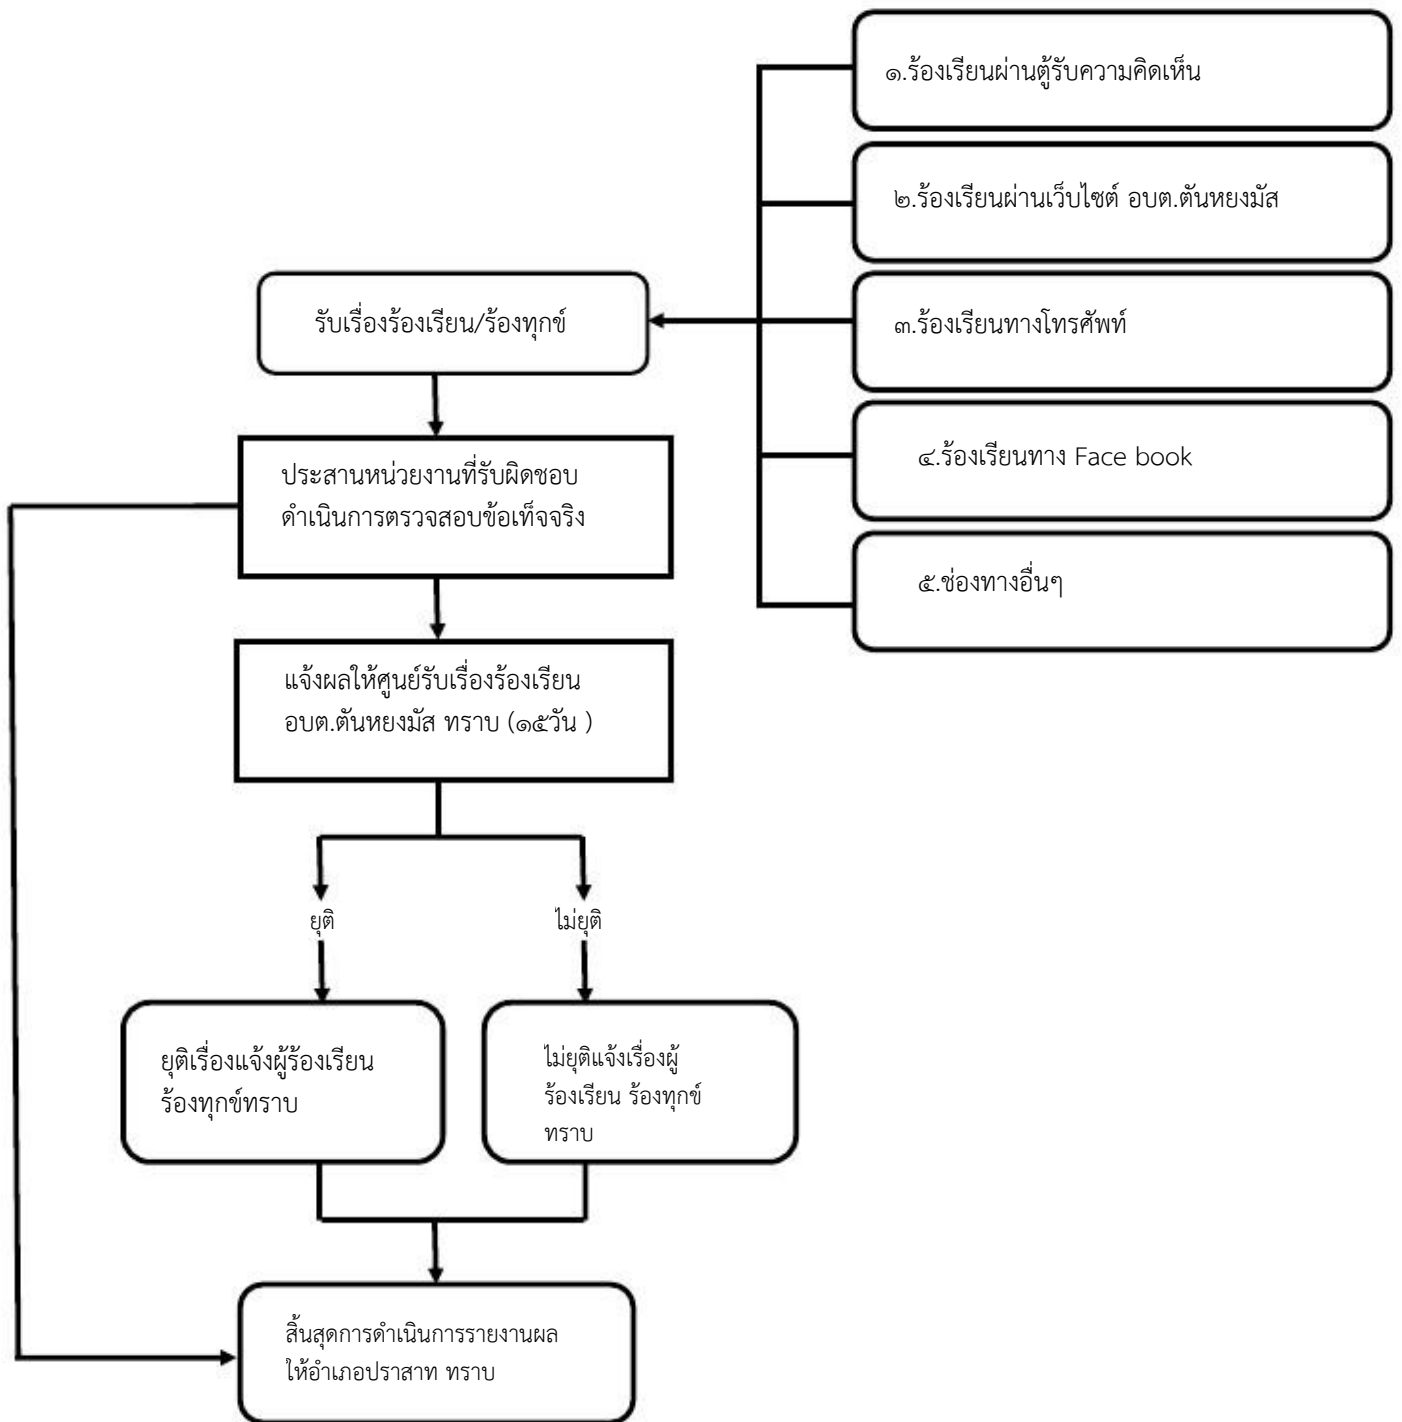 ๑.ร้องเรียนผ่านตู้รับความคิดเห็น
๒.ร้องเรียนผ่านเว็บไซต์ อบต.ตันหยงมัส
รับเรื่องร้องเรียน/ร้องทุกข์
๓.ร้องเรียนทางโทรศัพท์
๔.ร้องเรียนทาง Face book
ประสานหน่วยงานที่รับผิดชอบ
ดำเนินการตรวจสอบข้อเท็จจริง
๕.ช่องทางอื่นๆ
แจ้งผลให้ศูนย์รับเรื่องร้องเรียน
อบต.ตันหยงมัส ทราบ (๑๕วัน )
ยุติ
ไม่ยุติ
ยุติเรื่องแจ้งผู้ร้องเรียน
ร้องทุกข์ทราบ
ไม่ยุติแจ้งเรื่องผู้
ร้องเรียน ร้องทุกข์
ทราบ
สิ้นสุดการดำเนินการรายงานผล
ให้อำเภอปราสาท ทราบ